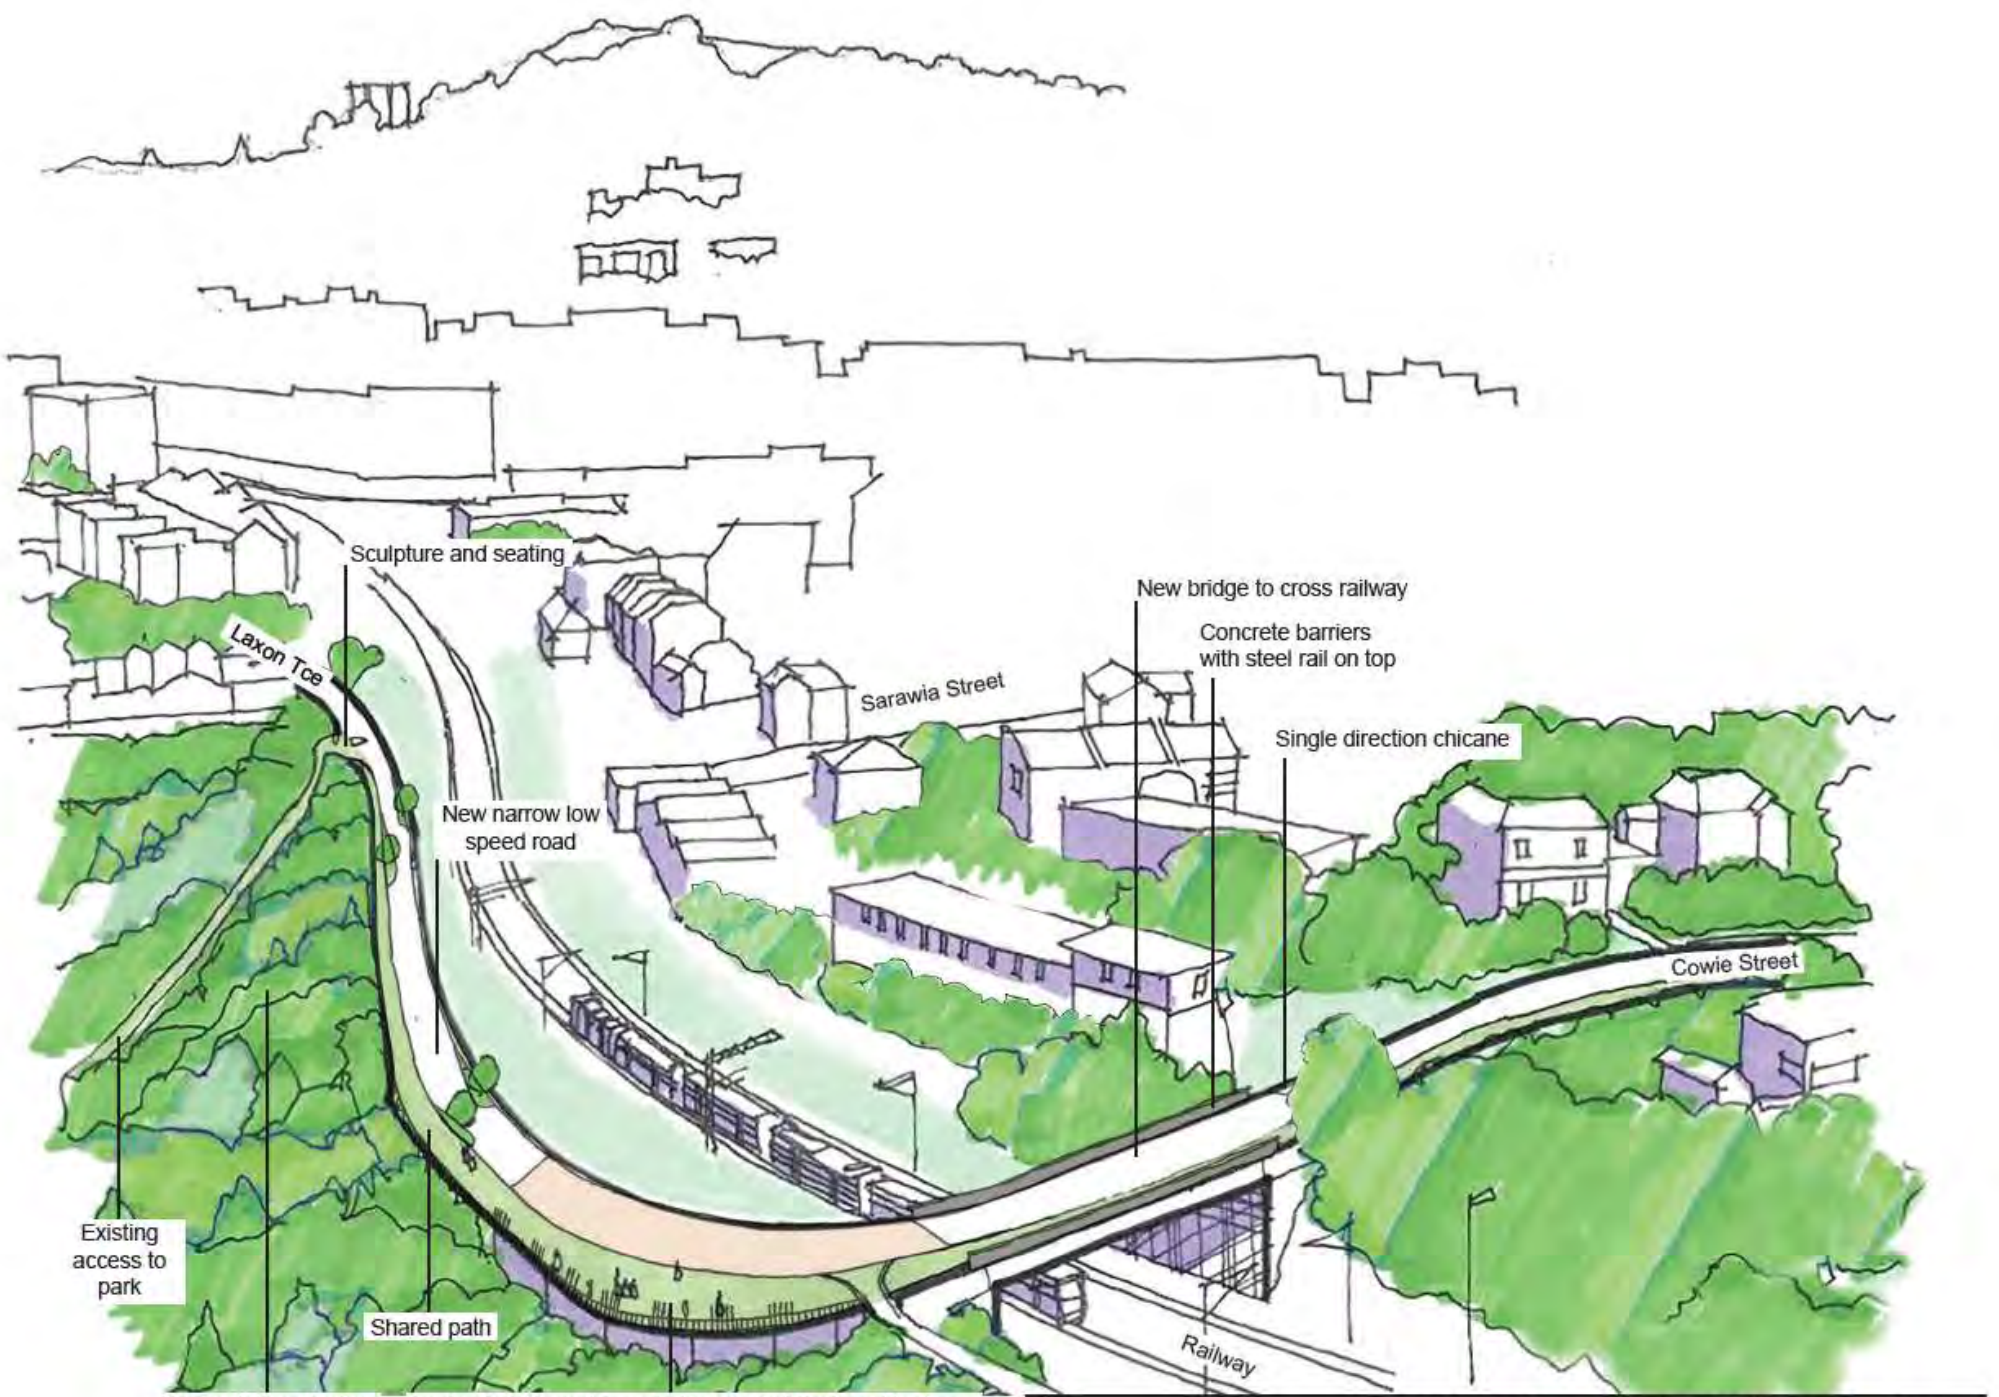 Sculpture and seating
New bridge to cross railway
Concrete barriers
with steel rail on top
Laxon Tce
Sarawia Street
Single direction chicane
New narrow low
speed road
Cowie Street
Existing
access to
park
Shared path
Railway